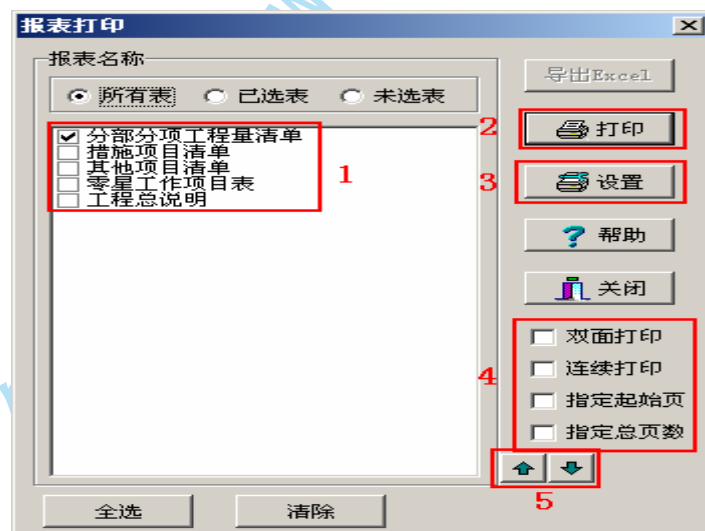 报表打印
报表名称
所有表 已选表 未选表
分部分项工程量清单
措施项目清单
其他项目清单
零星工作项目表
工程总说明
1
导出Excel
2 打印
3 设置
帮助
关闭
双面打印
连续打印
4
指定起始页
指定总页数
5
全选 清除